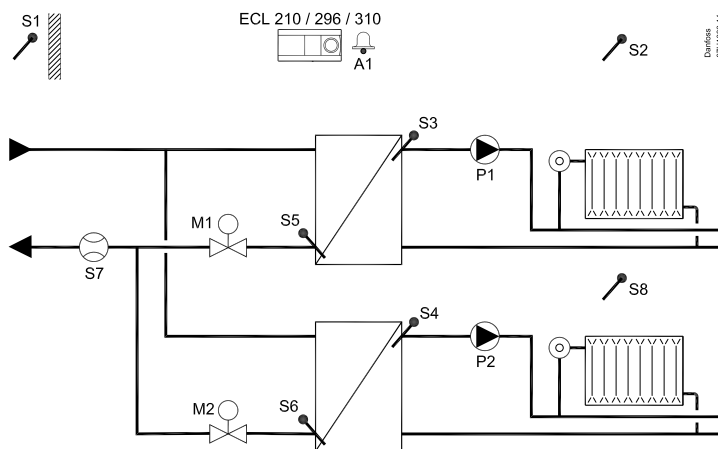 S1
ECL 210 / 296 / 310
A1
S2
Danfoss
S3
P1
M1
S5
S7
S8
S4
P2
M2
S6